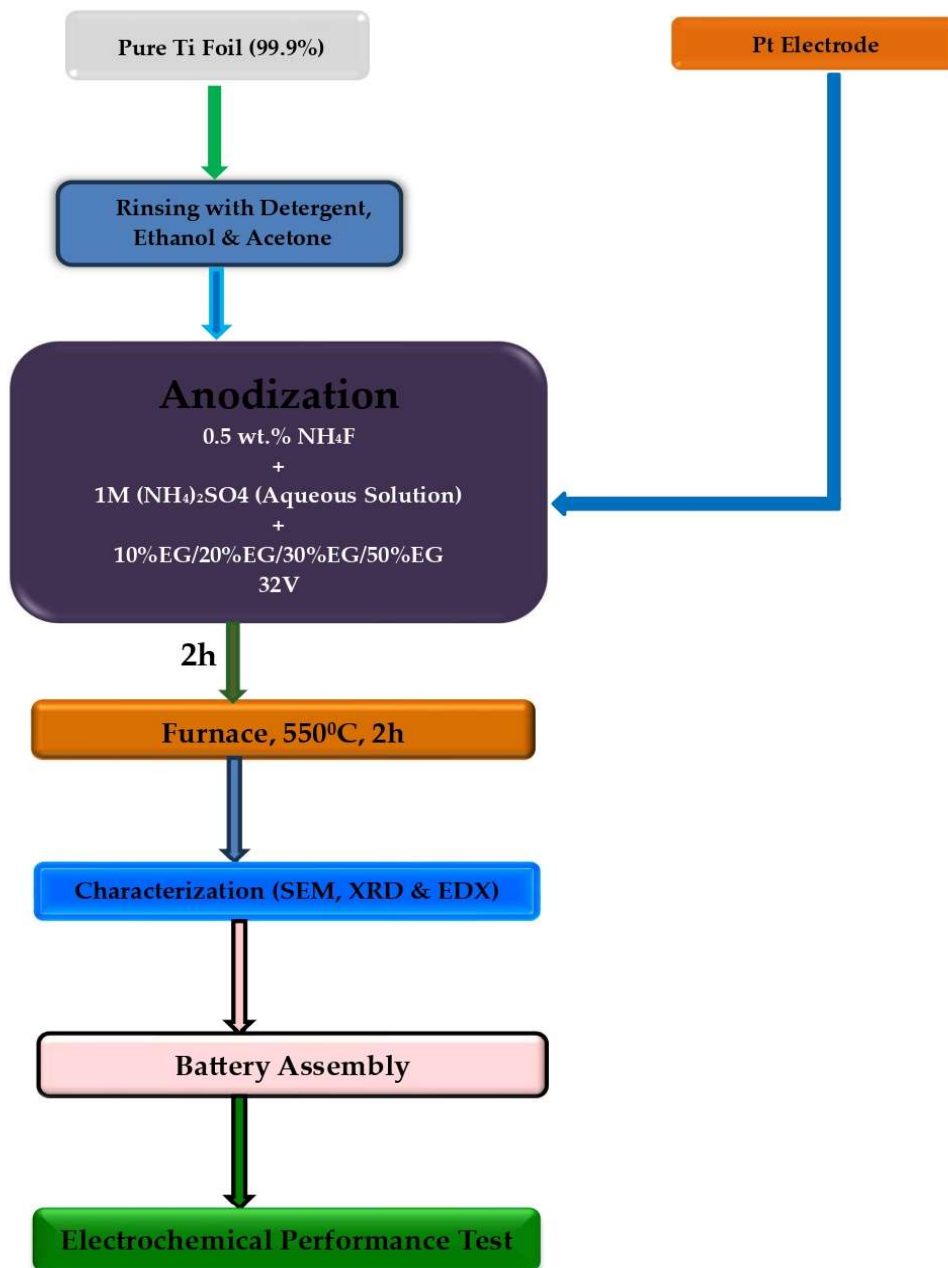 Pure Ti Foil (99.9%)
Pt Electrode
Rinsing with Detergent,
Ethanol & Acetone
Anodization
0.5 wt.% NH₄F
+
1M (NH₄)₂SO4 (Aqueous Solution)
+
10%EG/20%EG/30%EG/50%EG
32V
2h
Furnace, 550⁰C, 2h
Characterization (SEM, XRD & EDX)
Battery Assembly
Electrochemical Performance Test